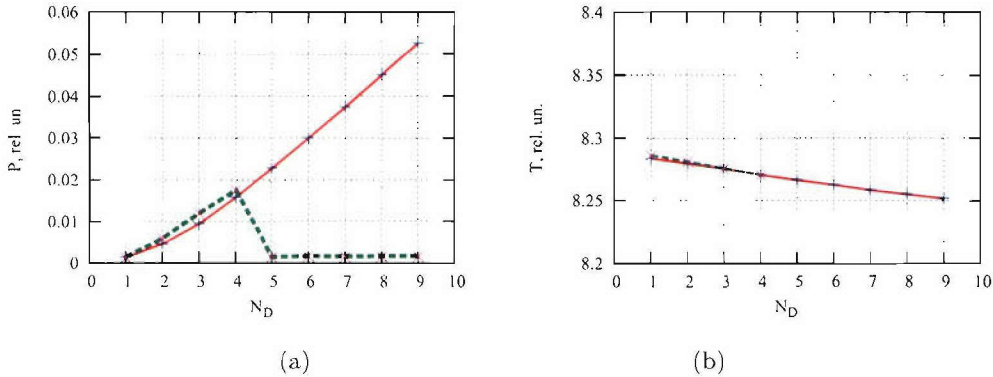 0.06
0.05
0.04
0.03
0.02
0.01
0
0 1 2 3 4 5 6 7 8 9 10
P, rel un
N_D
(a)
8.4
8.35
8.3
8.25
8.2
0 1 2 3 4 5 6 7 8 9 10
T, rel. un.
N_D
(b)